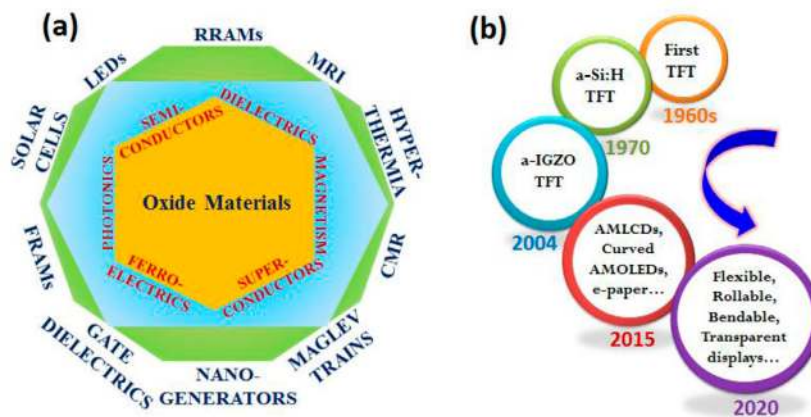 (a)
RRAMs
LEDs
MRI
SOLAR
CELLS
HYPER-
THERMIA
SEMI-
CONDUCTORS
DIELECTRICS
PHOTONICS
Oxide Materials
MAGNETISM
FERRO-
ELECTRICS
SUPER-
CONDUCTORS
FRAMs
CMR
GATE
DIELECTRICS
NANO-
GENERATORS
MAGLEV
TRAINS
(b)
First
TFT
1960s
a-Si:H
TFT
1970
a-IGZO
TFT
2004
AMLCDs,
Curved
AMOLEDs,
e-paper...
2015
Flexible,
Rollable,
Bendable,
Transparent
displays...
2020